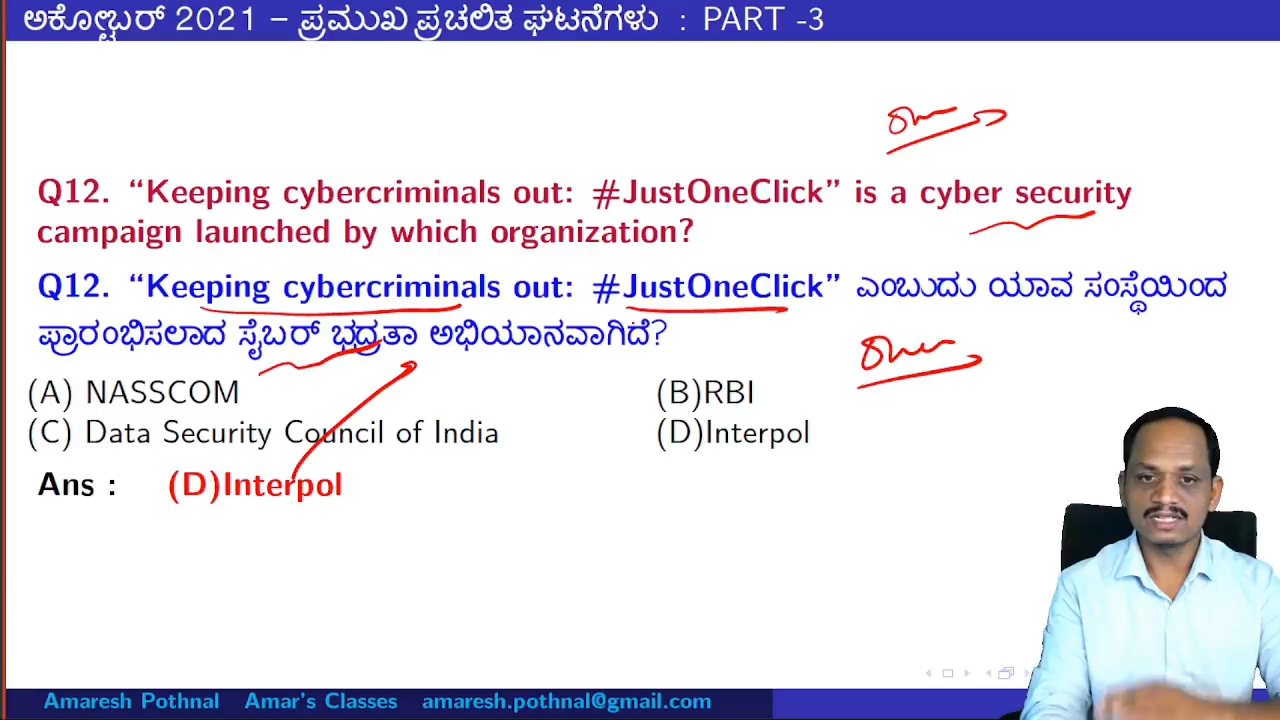 ಅಕೋಬರ್ 2021 – ಪ್ರಮುಖ ಪ್ರಚಲಿತ ಘಟನೆಗಳು : PART -3
Q12. “Keeping cybercriminals out: #JustOneClick” is a cyber security
campaign launched by which organization?
Q12. “Keeping cybercriminals out: #JustOneClick” ಎಂಬುದು ಯಾವ ಸಂಸ್ಥೆಯಿಂದ
ಪ್ರಾರಂಭಿಸಲಾದ ಸೈಬರ್ ಭದ್ರತಾ ಅಭಿಯಾನವಾಗಿದೆ?
(A) NASSCOM (B)RBI
(C) Data Security Council of India (D)Interpol
Ans : (D)Interpol
Amaresh Pothnal Amar's Classes amaresh.pothnal@gmail.com